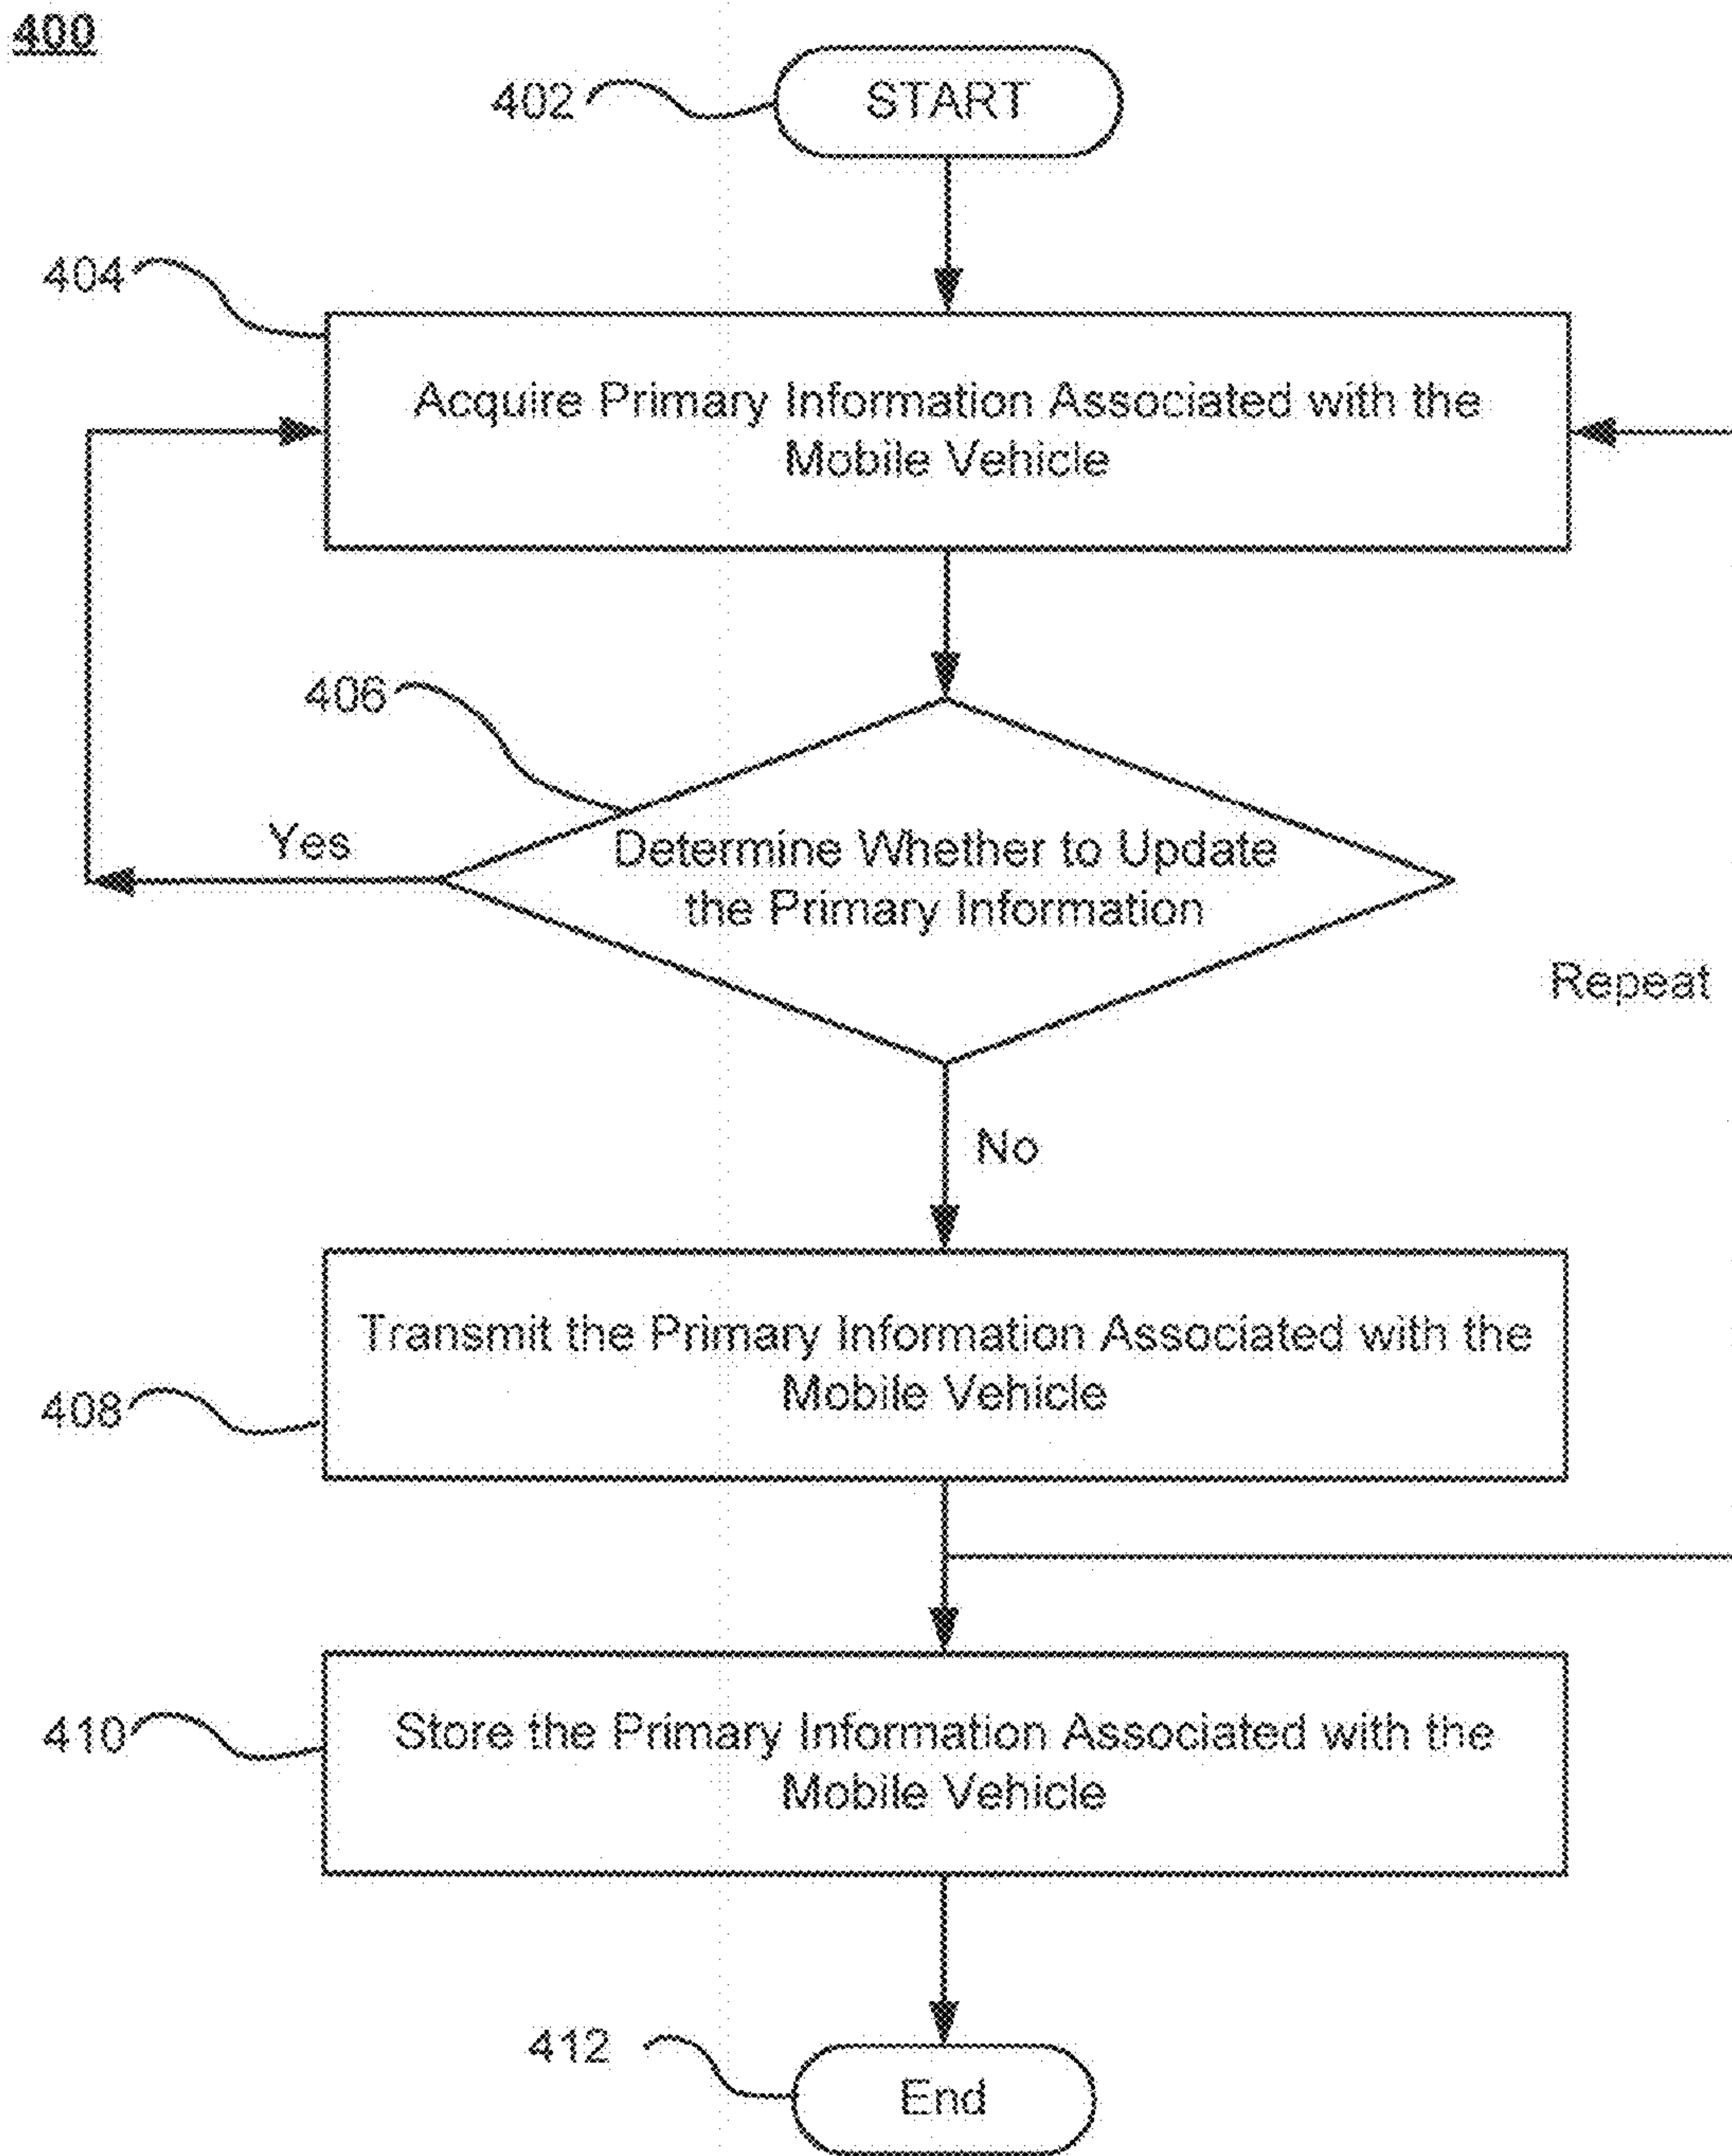 400
402
START
404
Acquire Primary Information Associated with the
Mobile Vehicle
406
Yes
Determine Whether to Update
the Primary Information
Repeat
No
Transmit the Primary Information Associated with the
Mobile Vehicle
408
410
Store the Primary Information Associated with the
Mobile Vehicle
412
End